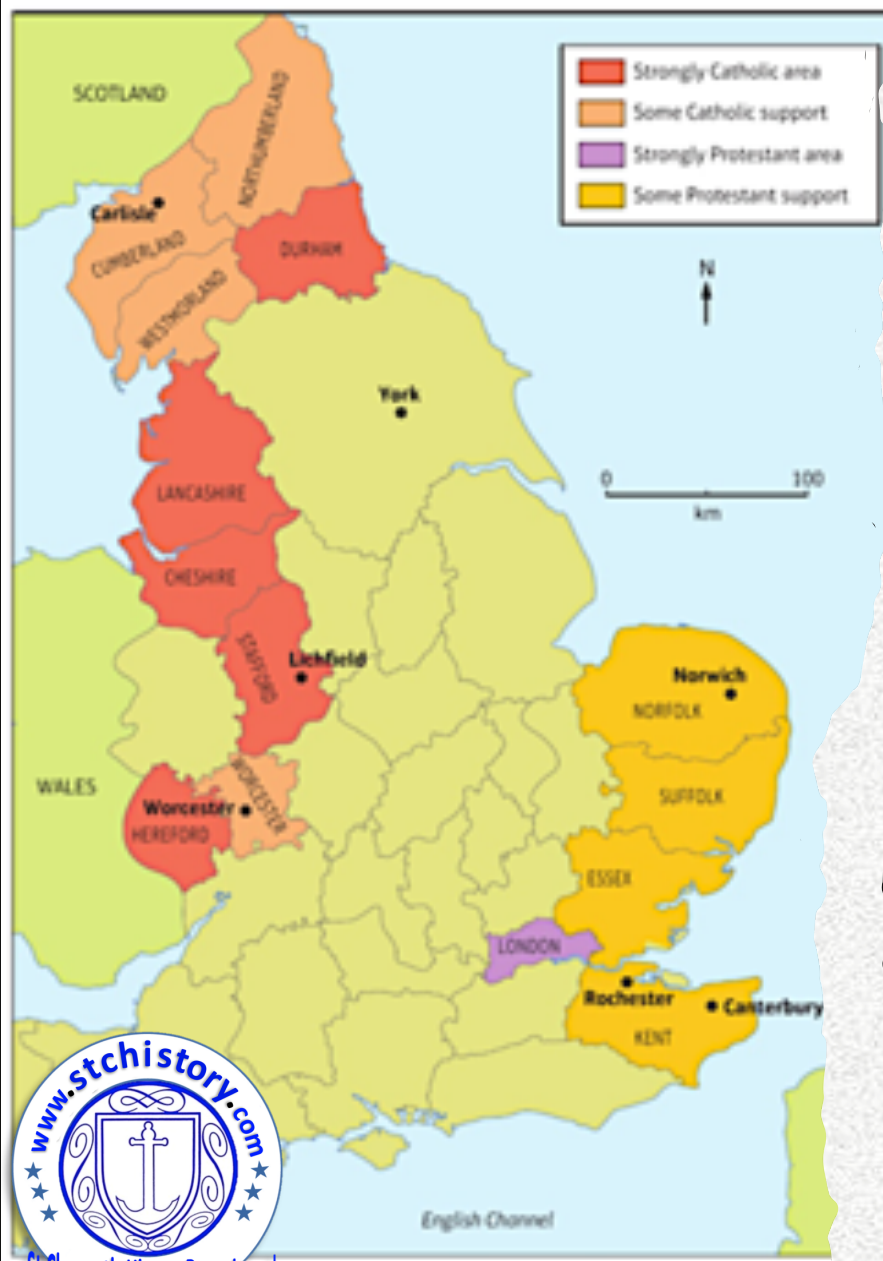 Strongly Catholic area
Some Catholic support
Strongly Protestant area
Some Protestant support
SCOTLAND
NORTHUMBERLAND
Carlisle
CUMBERLAND
DURHAM
WESTMORLAND
N
York
0 100
km
LANCASHIRE
CHESHIRE
STAFFORD
Lichfield
Norwich
NORFOLK
WALES
WORCESTER
Worcester
HEREFORD
SUFFOLK
ESSEX
LONDON
Rochester
Canterbury
KENT
English Channel
www.stchistory.com